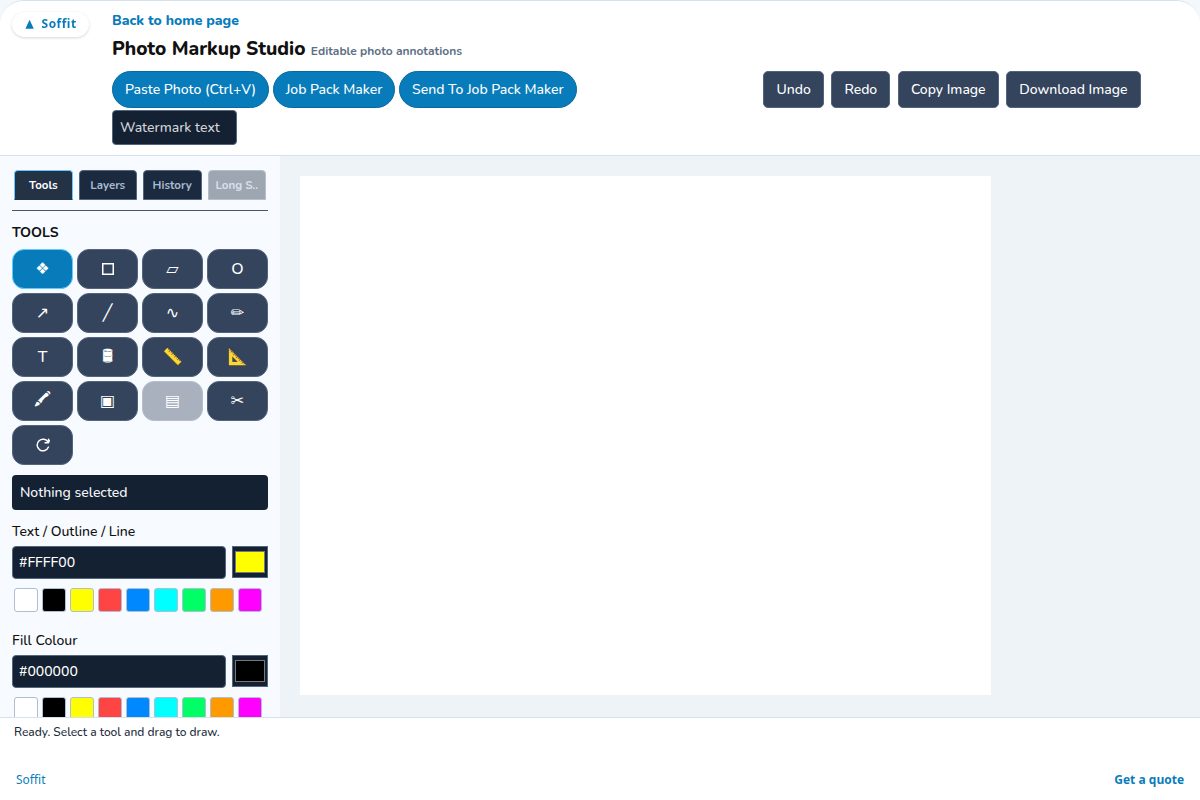 Soffit
Back to home page
Photo Markup Studio Editable photo annotations
Paste Photo (Ctrl+V) Job Pack Maker Send To Job Pack Maker Undo Redo Copy Image Download Image
Watermark text
Tools Layers History Long S..
TOOLS
T
Nothing selected
Text / Outline / Line
#FFFF00
Fill Colour
#000000
Ready. Select a tool and drag to draw.
Soffit Get a quote